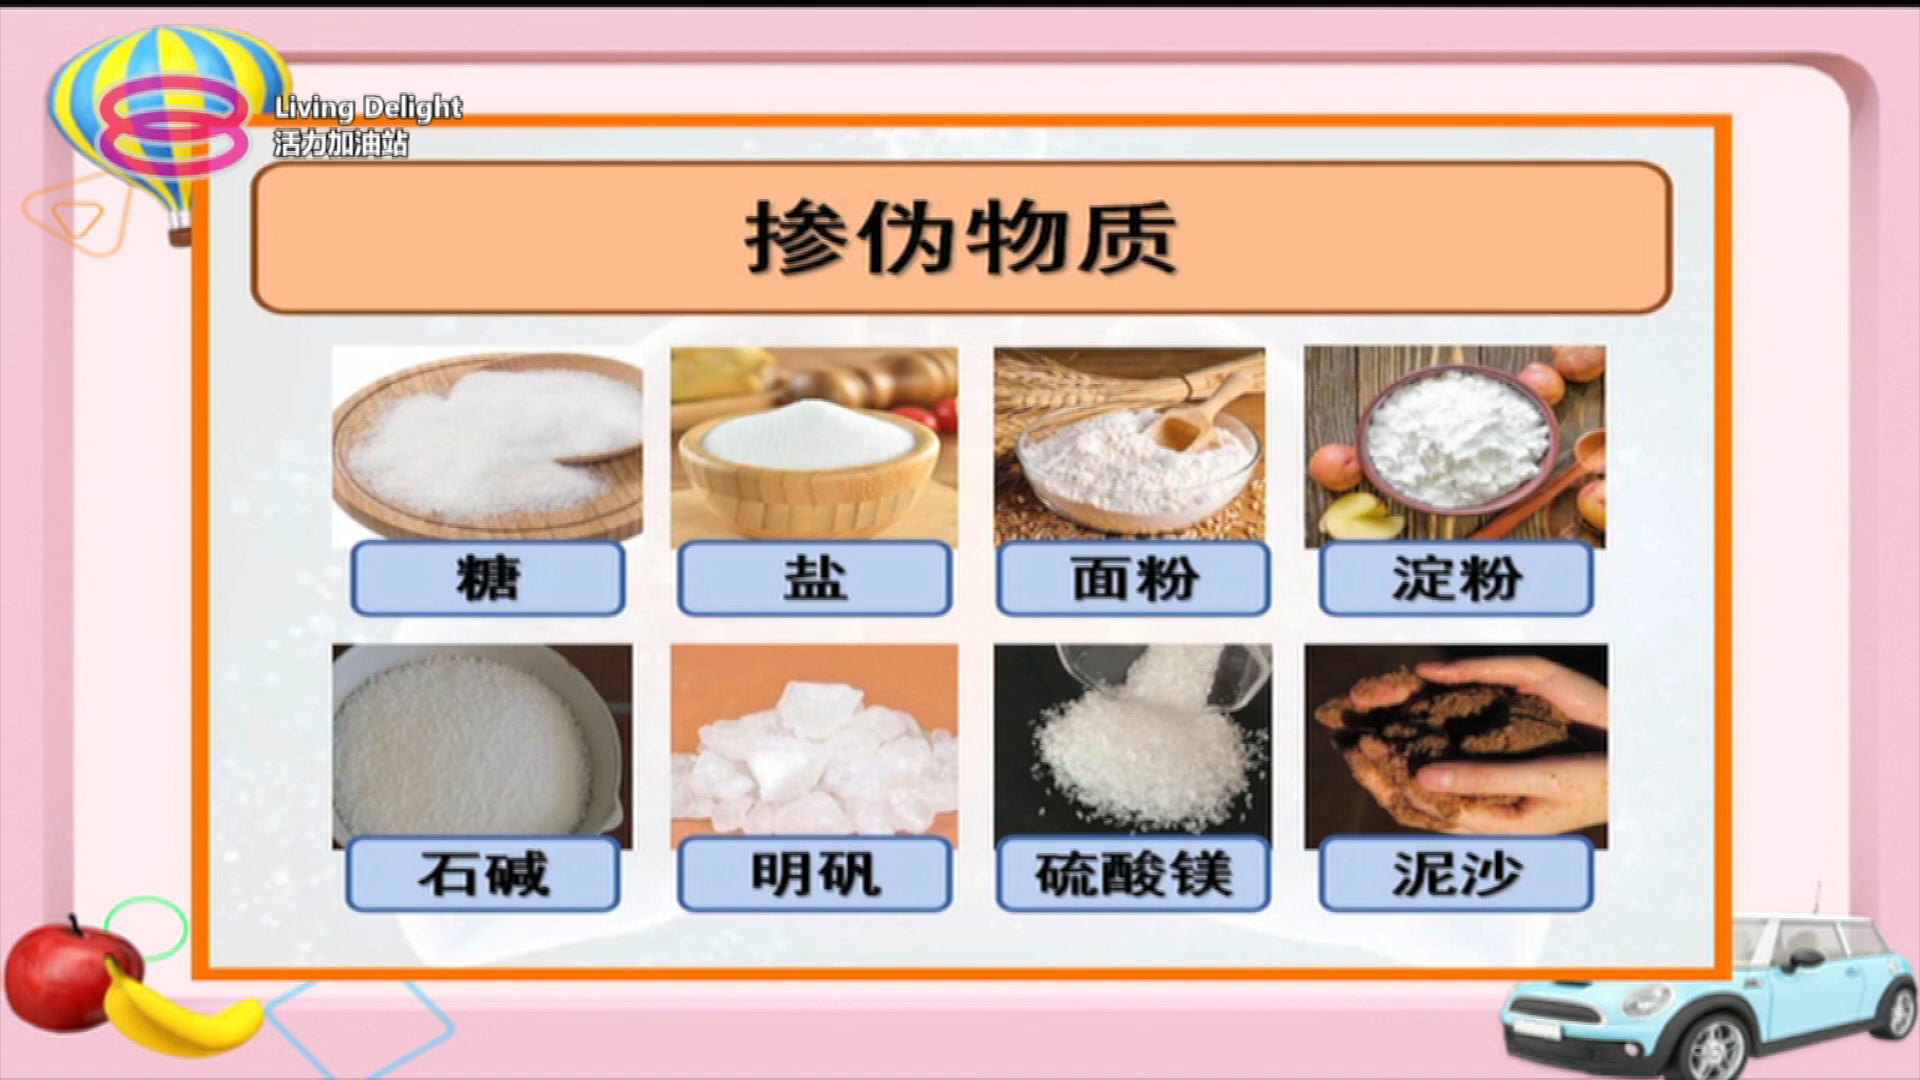 Living Delight
活力加油站
掺伪物质
糖
盐
面粉
淀粉
石碱
明矾
硫酸镁
泥沙